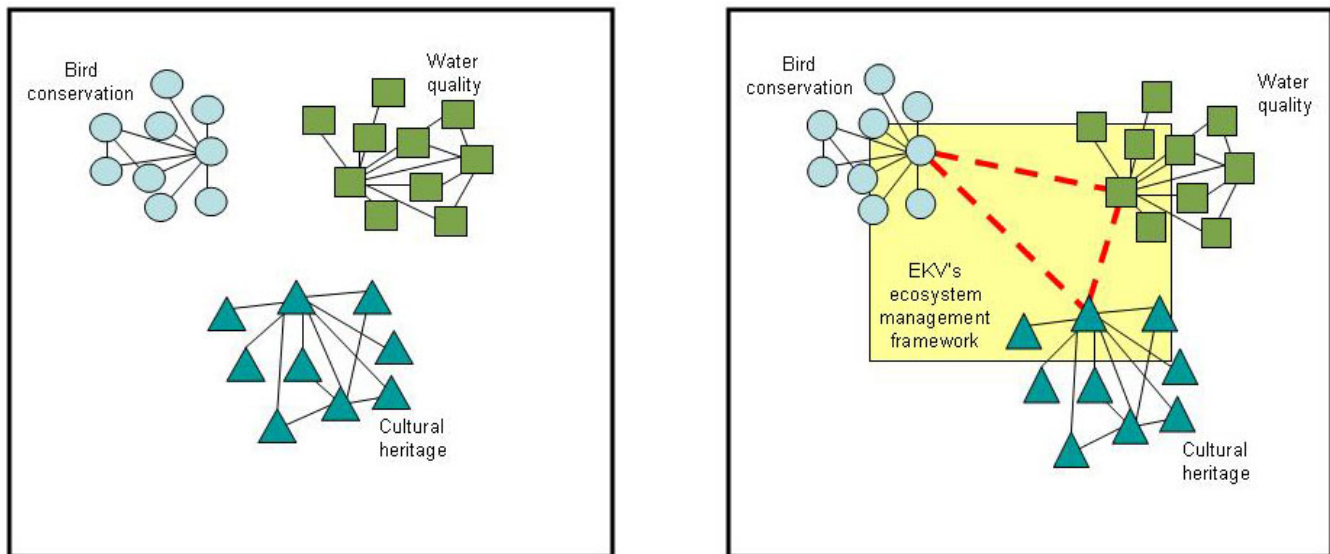 Bird
conservation
Water
quality
Cultural
heritage
Bird
conservation
Water
quality
EKV's
ecosystem
management
framework
Cultural
heritage